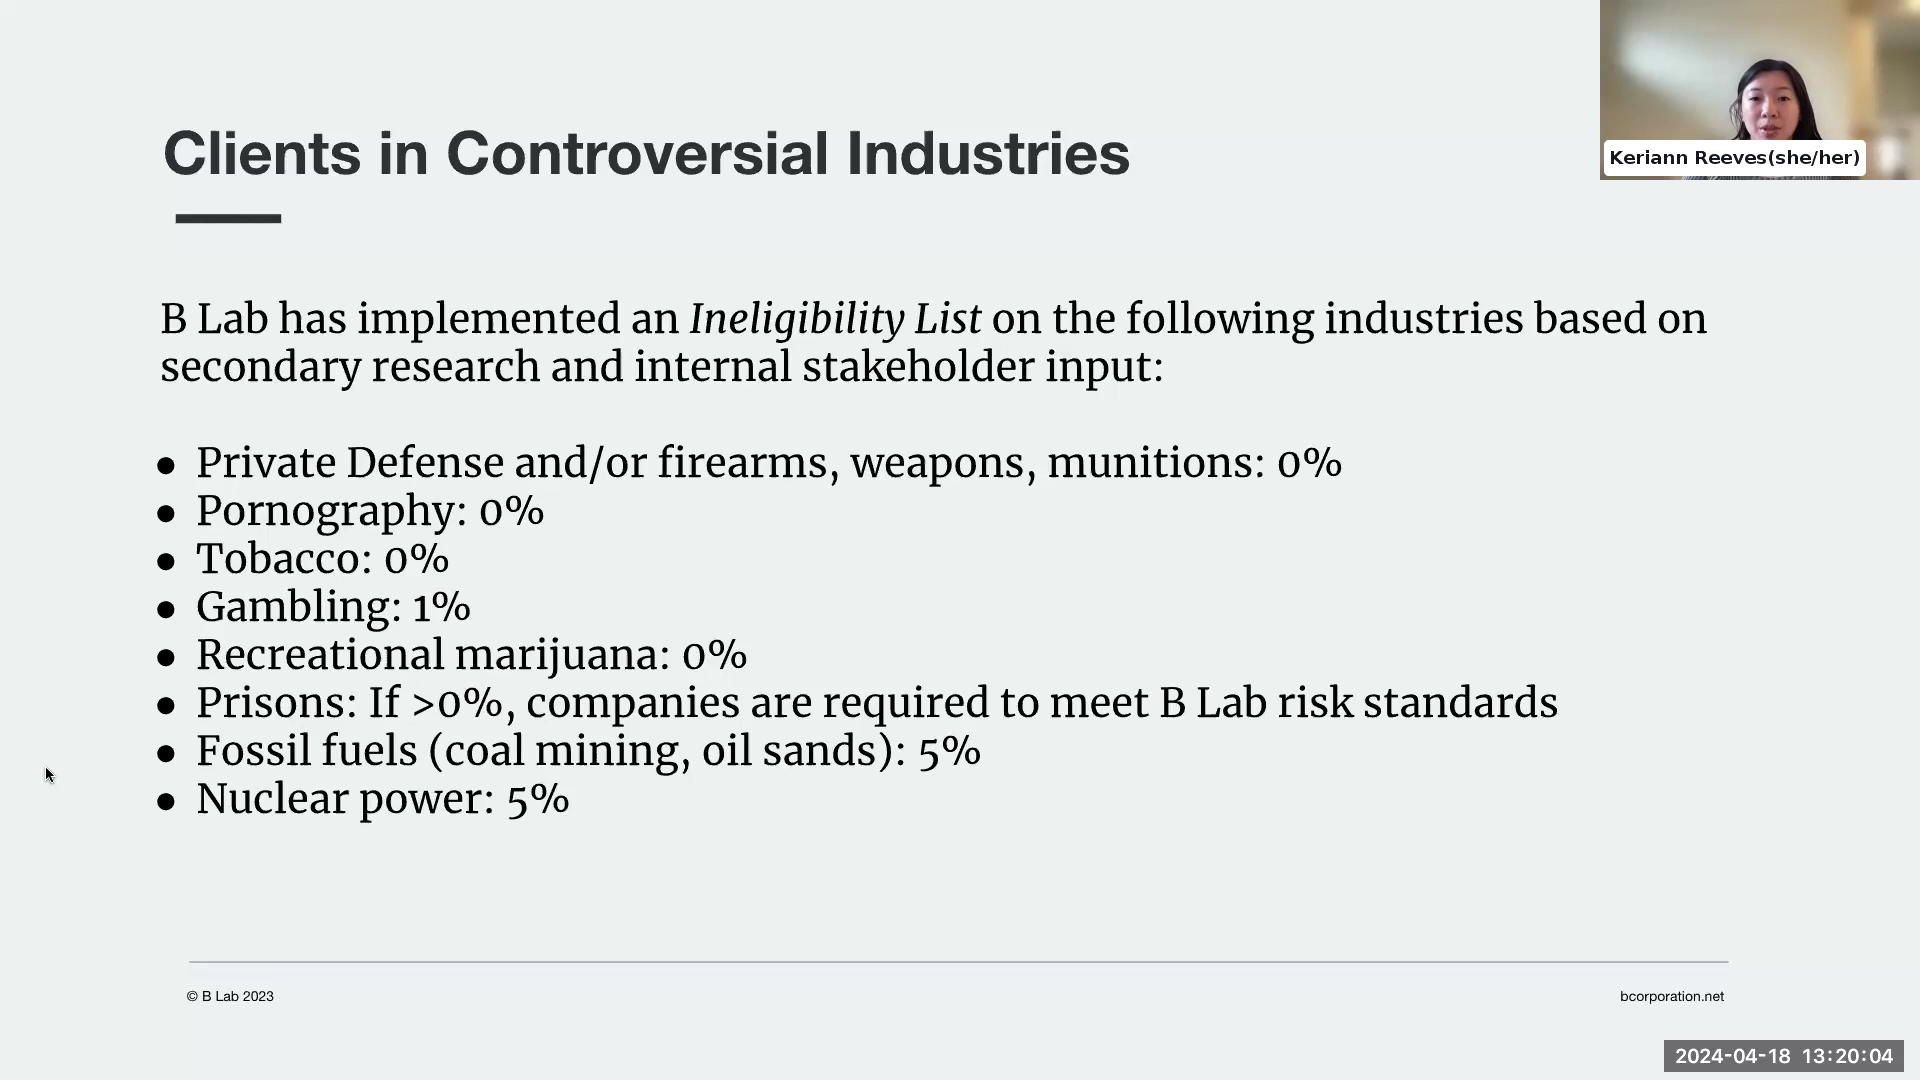 Clients in Controversial Industries
Keriann Reeves(she/her)
B Lab has implemented an Ineligibility List on the following industries based on
secondary research and internal stakeholder input:
● Private Defense and/or firearms, weapons, munitions: 0%
● Pornography: 0%
● Tobacco: 0%
● Gambling: 1%
● Recreational marijuana: 0%
● Prisons: If >0%, companies are required to meet B Lab risk standards
● Fossil fuels (coal mining, oil sands): 5%
● Nuclear power: 5%
© B Lab 2023
bcorporation.net
2024-04-18 13:20:04